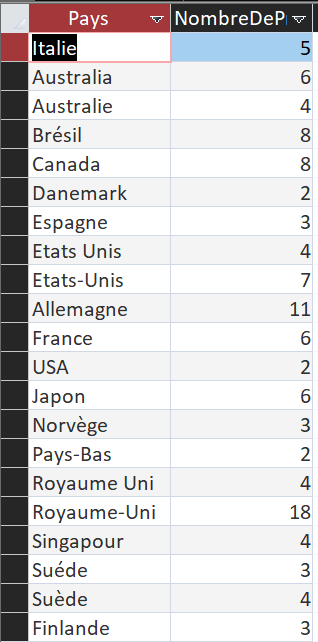 Pays NombreDeP
Italie 5
Australia 6
Australie 4
Brésil 8
Canada 8
Danemark 2
Espagne 3
Etats Unis 4
Etats-Unis 7
Allemagne 11
France 6
USA 2
Japon 6
Norvège 3
Pays-Bas 2
Royaume Uni 4
Royaume-Uni 18
Singapour 4
Suéde 3
Suède 4
Finlande 3